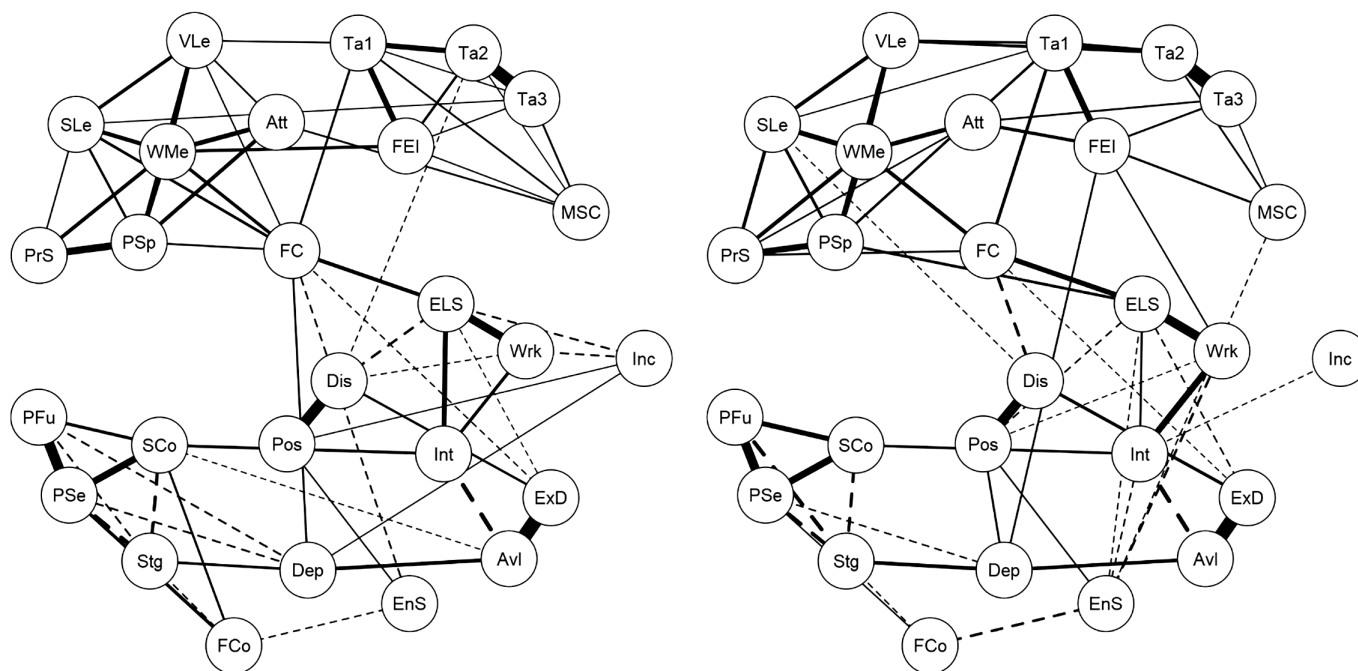 VLe
Ta1
Ta2
Ta3
SLe
Att
WMe
FEI
MSC
PrS
PSp
FC
ELS
Wrk
Inc
Dis
PFu
SCo
Pos
Int
PSe
ExD
Stg
Dep
Avl
EnS
FCo
VLe
Ta1
Ta2
Ta3
SLe
Att
WMe
FEI
MSC
PrS
PSp
FC
ELS
Wrk
Inc
Dis
PFu
SCo
Pos
Int
PSe
ExD
Stg
Dep
Avl
EnS
FCo